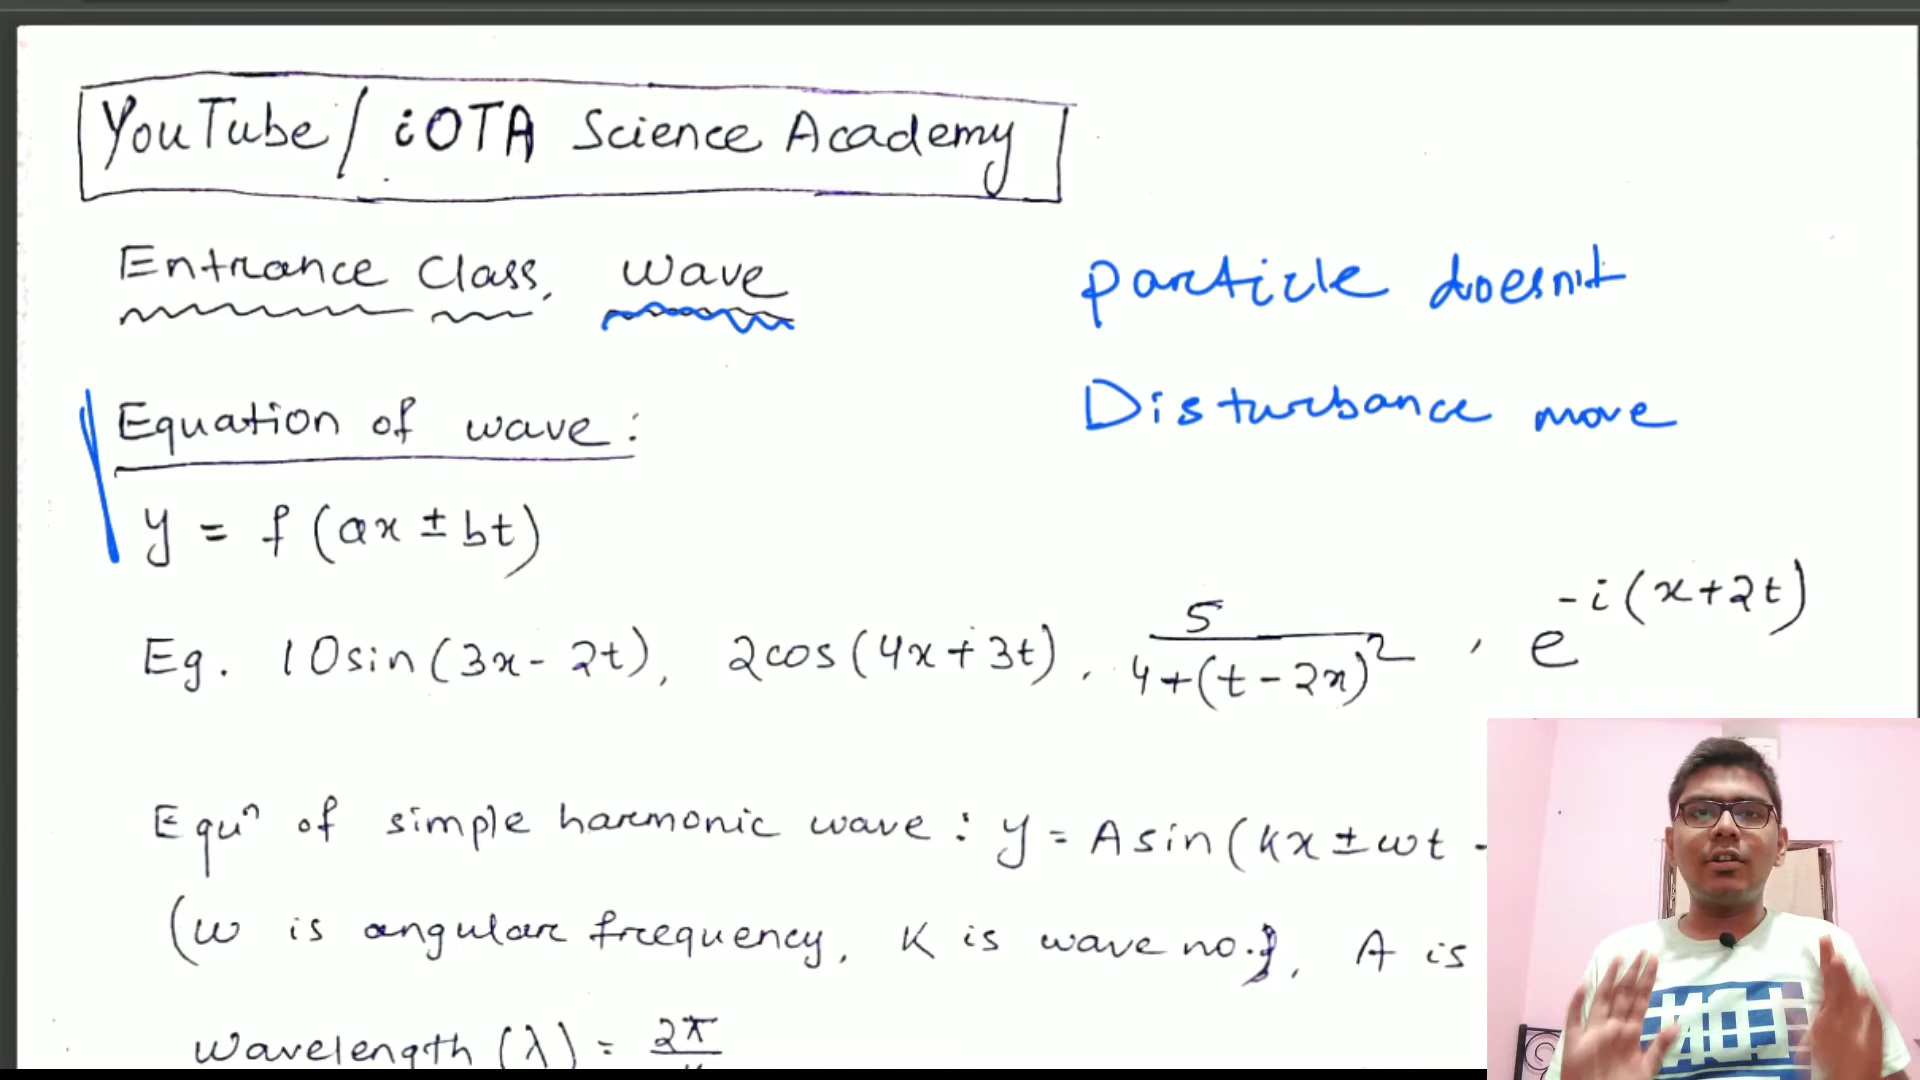 YouTube/ iOTA Science Academy
Entrance Class, wave
particle doesn't
Disturbance move
Equation of wave:
y = f (ax ± bt)
Eg. 10sin(3x- 2t), 2cos(4x+3t), 5/(4+(t-2x)²), e^(-i(x+2t))
Equⁿ of simple harmonic wave: y = A sin(kx ± ωt -
(ω is angular frequency, K is wave no.}, A is
wavelength (λ) = 2π